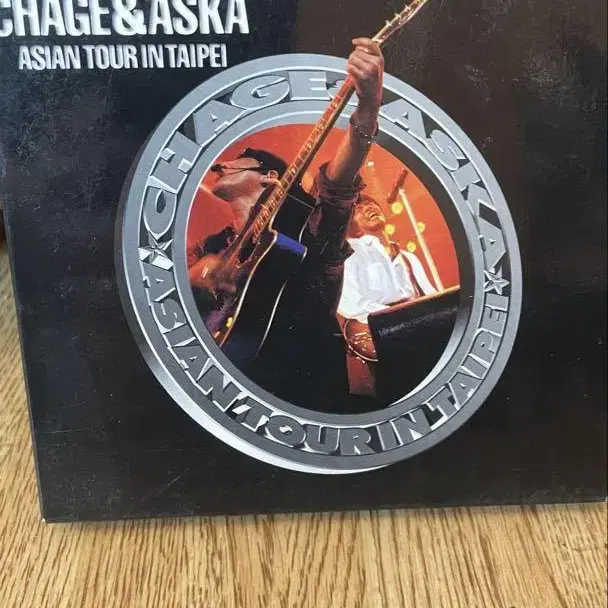 CHAGE&ASKA
ASIAN TOUR IN TAIPEI
CHAGE & ASKA
ASIAN TOUR IN TAIPEI